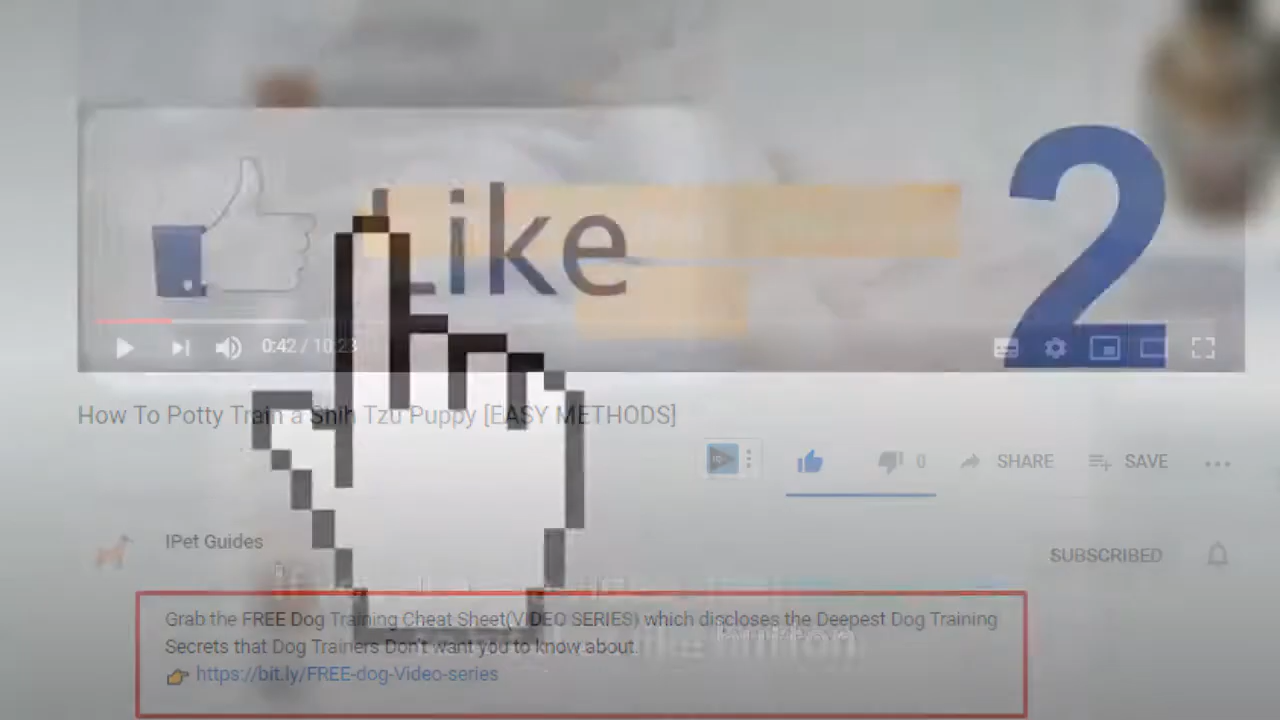 Like
2
0:42 / 10:23
How To Potty Train a Shih Tzu Puppy [EASY METHODS]
0 SHARE SAVE
IPet Guides
SUBSCRIBED
Grab the FREE Dog Training Cheat Sheet(VIDEO SERIES) which discloses the Deepest Dog Training
Secrets that Dog Trainers Don't want you to know about.
https://bit.ly/FREE-dog-Video-series